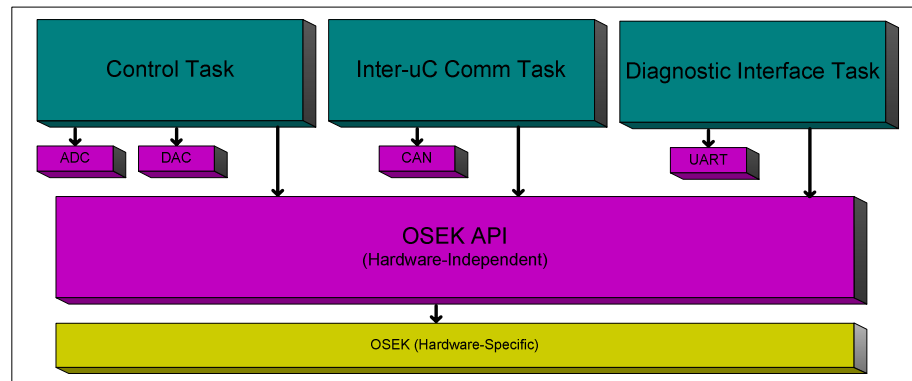 Control Task
Inter-uC Comm Task
Diagnostic Interface Task
ADC
DAC
CAN
UART
OSEK API
(Hardware-Independent)
OSEK (Hardware-Specific)